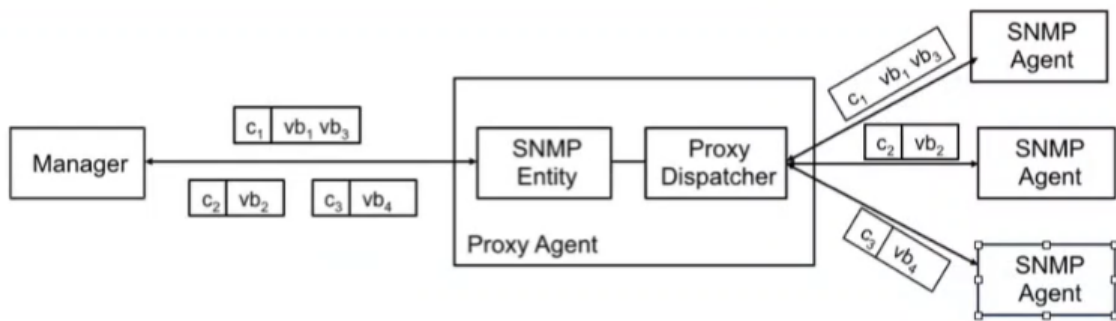 Manager
c₁ vb₁ vb₃
c₂ vb₂
c₃ vb₄
SNMP
Entity
Proxy
Dispatcher
Proxy Agent
c₁ vb₁ vb₃
c₂ vb₂
c₃ vb₄
SNMP
Agent
SNMP
Agent
SNMP
Agent